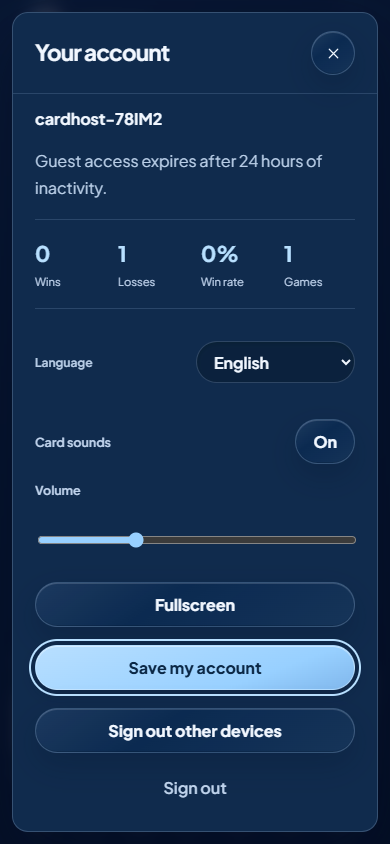 Your account
cardhost-78IM2
Guest access expires after 24 hours of
inactivity.
0 1 0% 1
Wins Losses Win rate Games
Language English
Card sounds On
Volume
Fullscreen
Save my account
Sign out other devices
Sign out